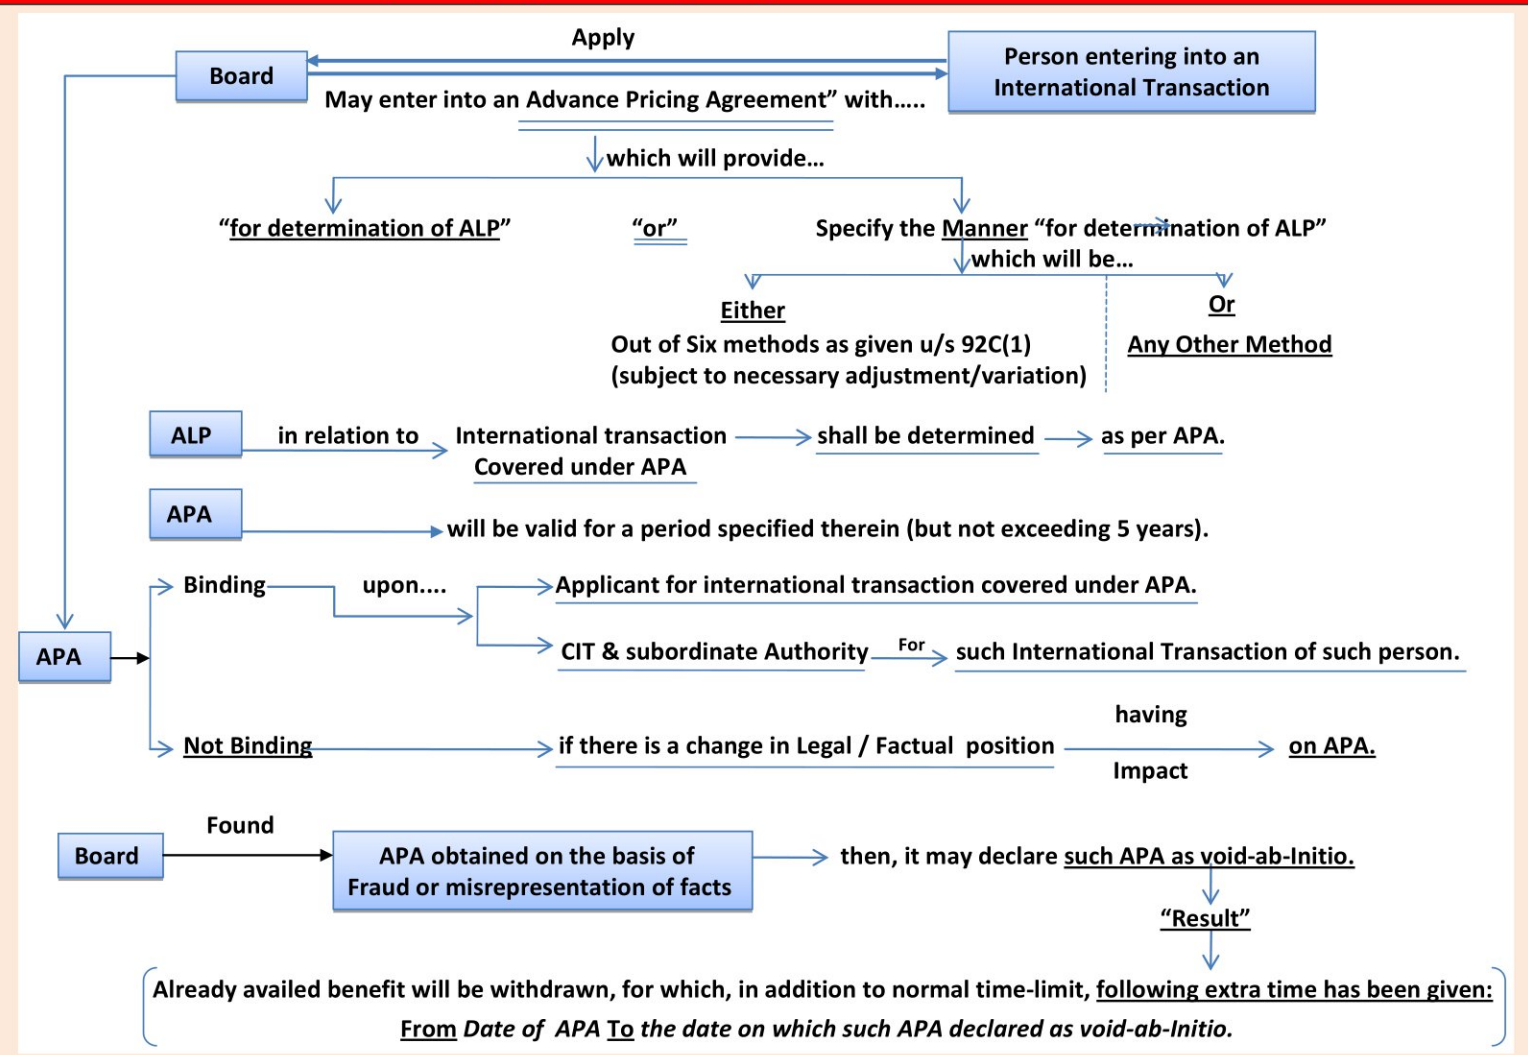 Apply
Board
Person entering into an
International Transaction
May enter into an Advance Pricing Agreement” with…..
which will provide…
“for determination of ALP”
“or”
Specify the Manner “for determination of ALP”
which will be…
Either
Or
Out of Six methods as given u/s 92C(1)
(subject to necessary adjustment/variation)
Any Other Method
ALP
in relation to
International transaction
Covered under APA
shall be determined
as per APA.
APA
will be valid for a period specified therein (but not exceeding 5 years).
Binding
upon....
Applicant for international transaction covered under APA.
APA
CIT & subordinate Authority
For
such International Transaction of such person.
Not Binding
if there is a change in Legal / Factual position
having
Impact
on APA.
Board
Found
APA obtained on the basis of
Fraud or misrepresentation of facts
then, it may declare such APA as void-ab-Initio.
“Result”
Already availed benefit will be withdrawn, for which, in addition to normal time-limit, following extra time has been given:
From Date of APA To the date on which such APA declared as void-ab-Initio.